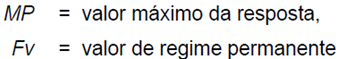 MP = valor máximo da resposta,
Fv = valor de regime permanente